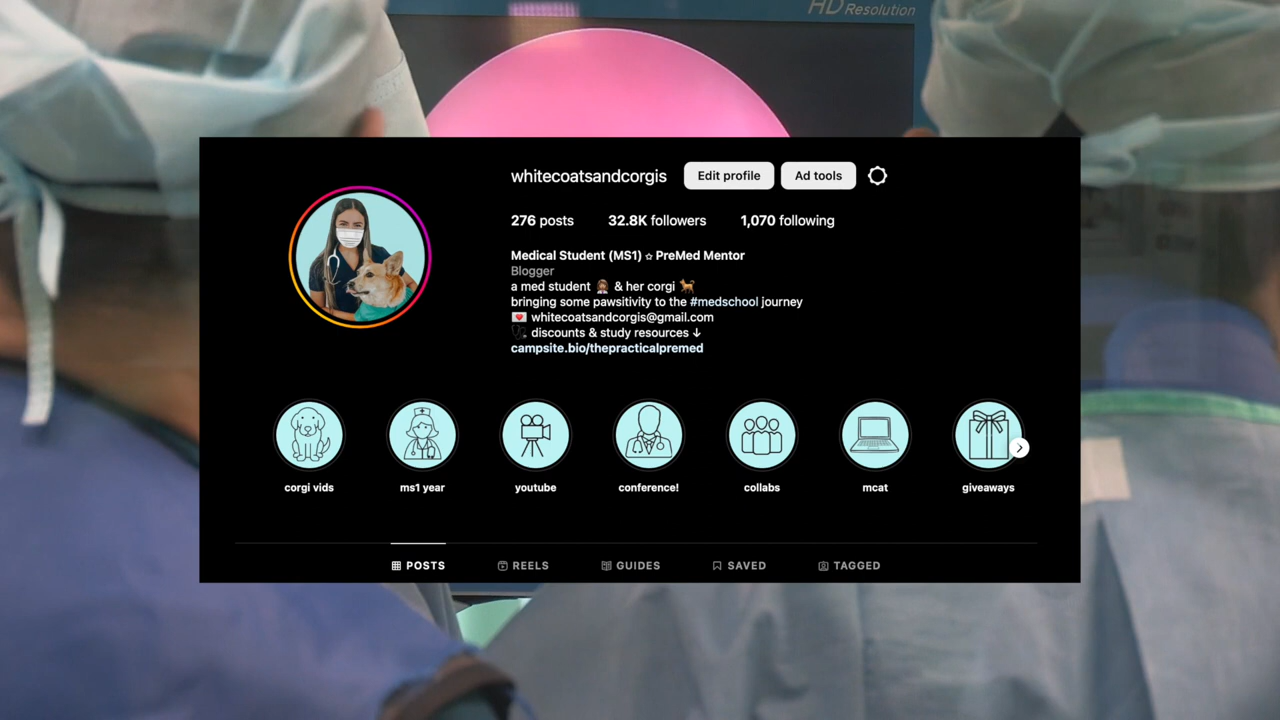 HD Resolution
whitecoatsandcorgis Edit profile Ad tools
276 posts 32.8K followers 1,070 following
Medical Student (MS1) ✩ PreMed Mentor
Blogger
a med student 👩🏽‍⚕️ & her corgi 🐕
bringing some pawsitivity to the #medschool journey
💌 whitecoatsandcorgis@gmail.com
🩺 discounts & study resources ↓
campsite.bio/thepracticalpremed
corgi vids ms1 year youtube conference! collabs mcat giveaways
POSTS REELS GUIDES SAVED TAGGED